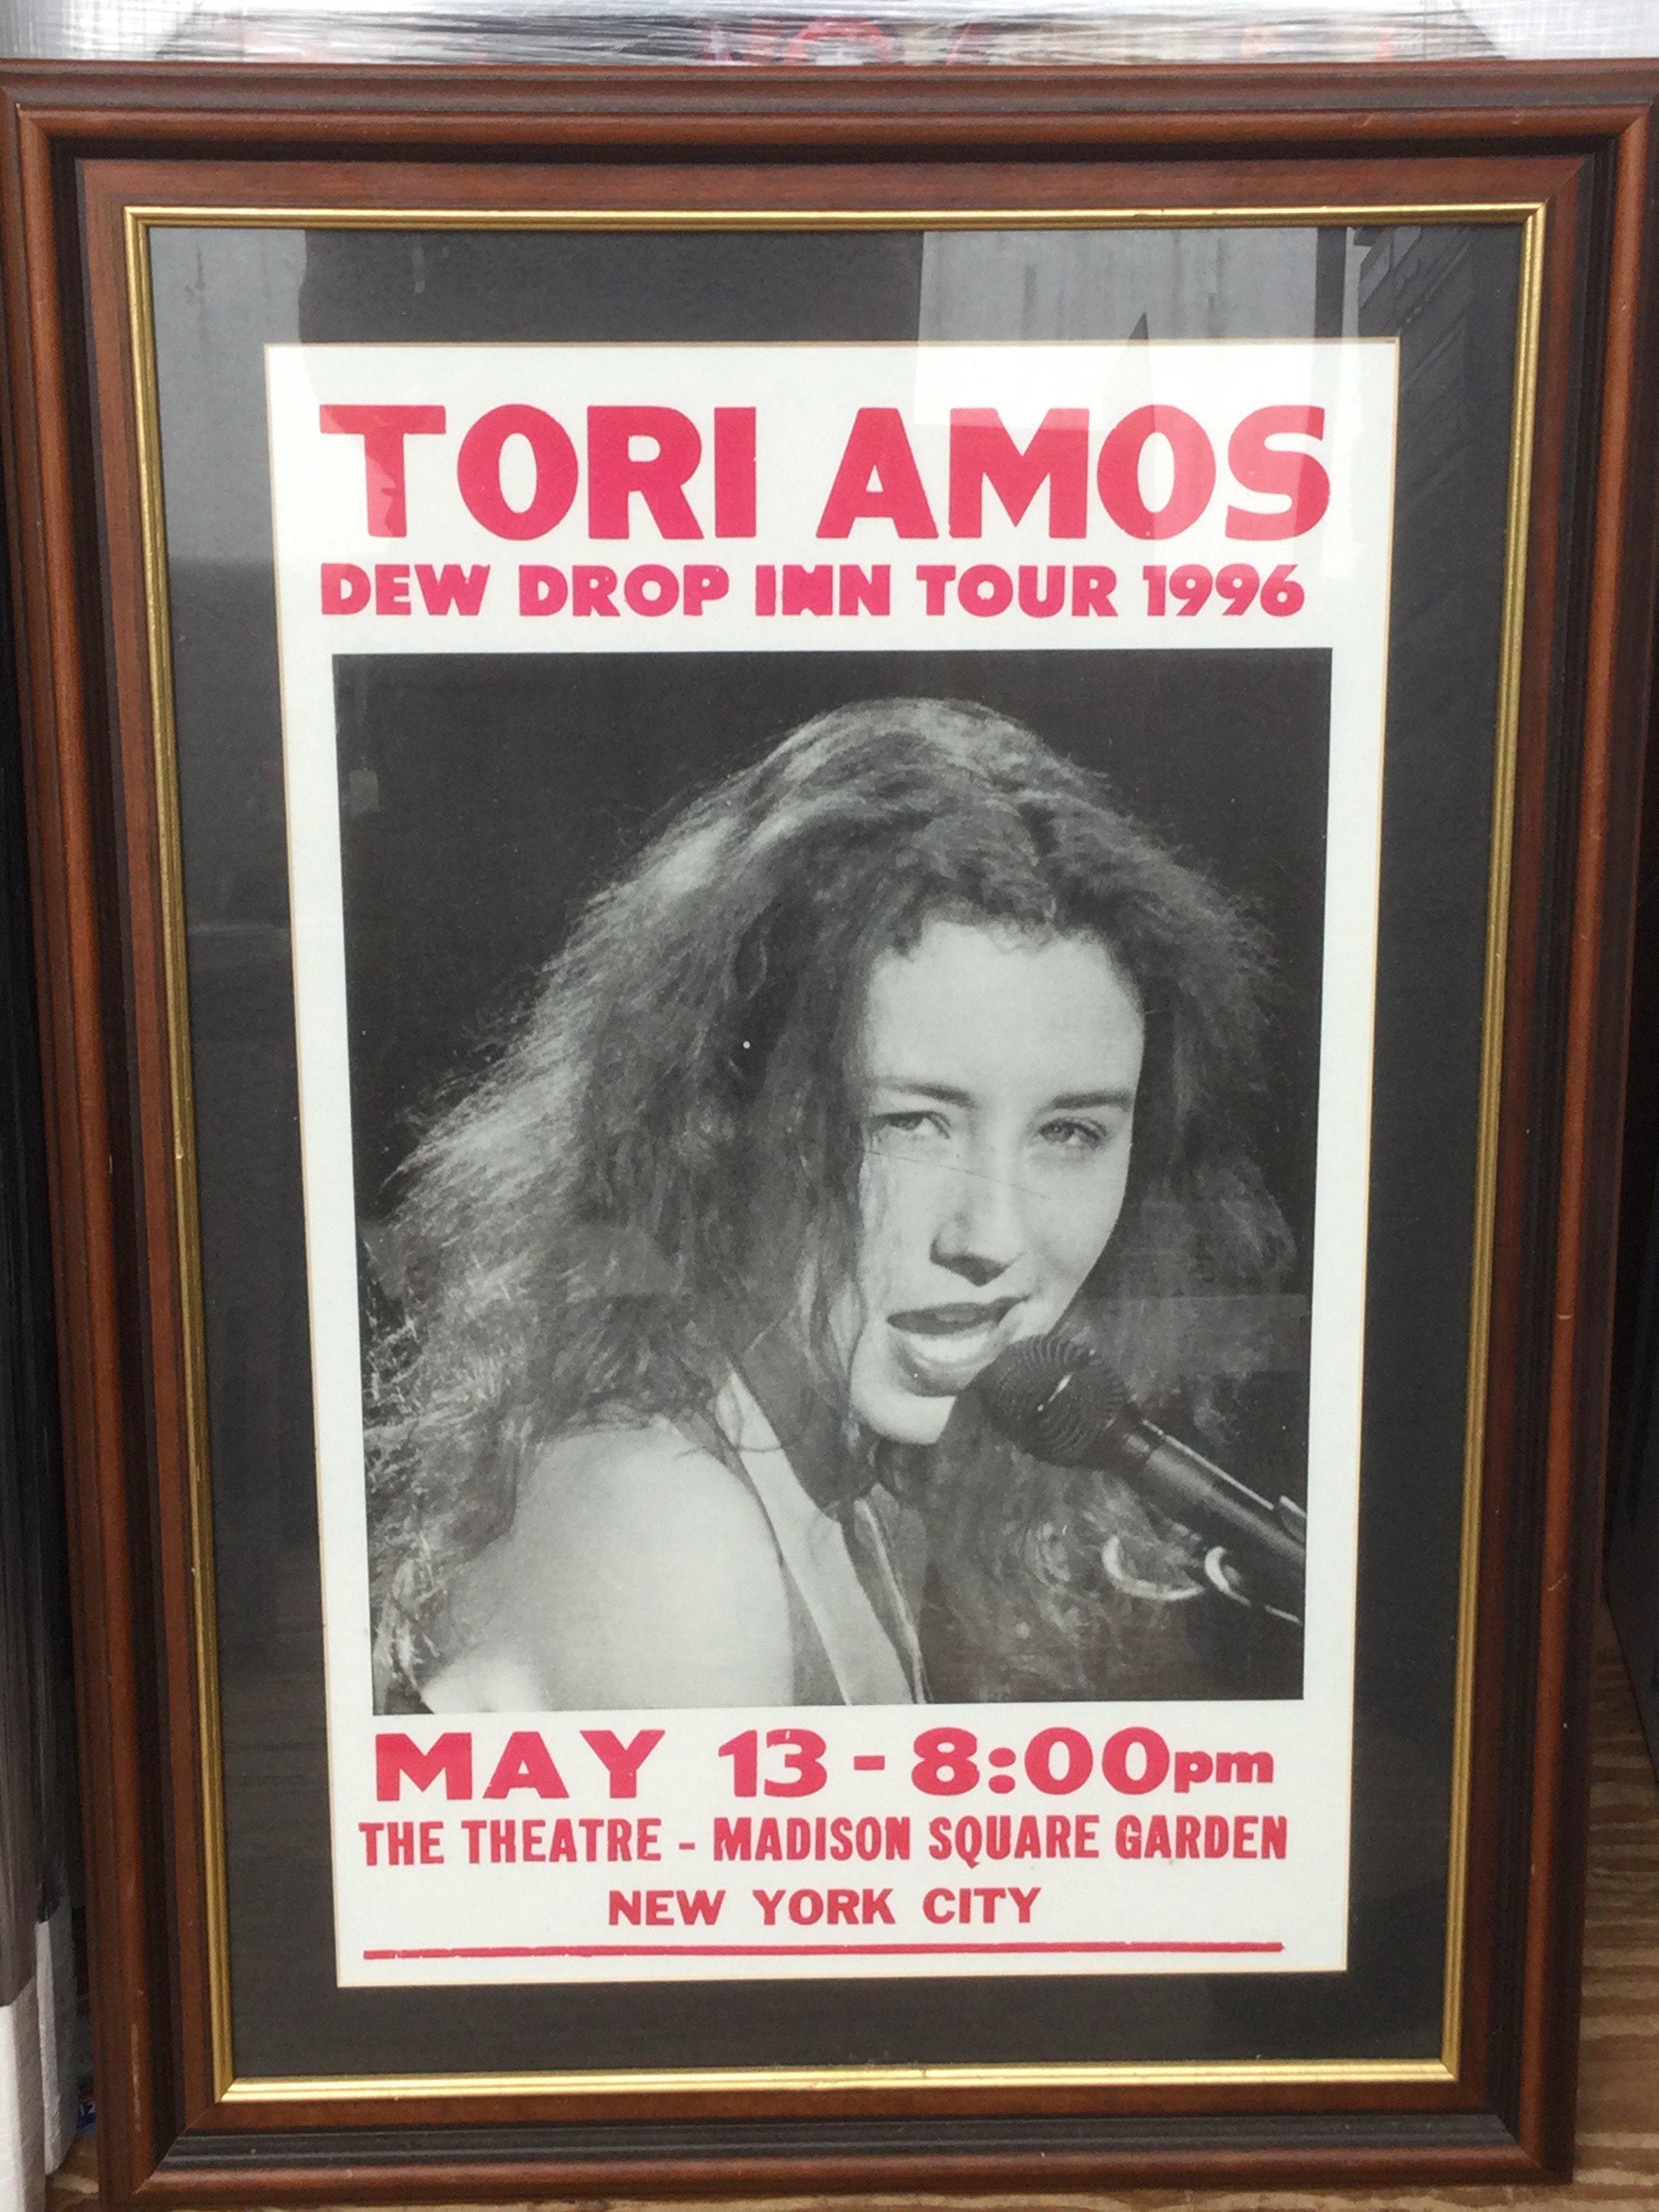 TORI AMOS
DEW DROP INN TOUR 1996
MAY 13 - 8:00pm
THE THEATRE - MADISON SQUARE GARDEN
NEW YORK CITY